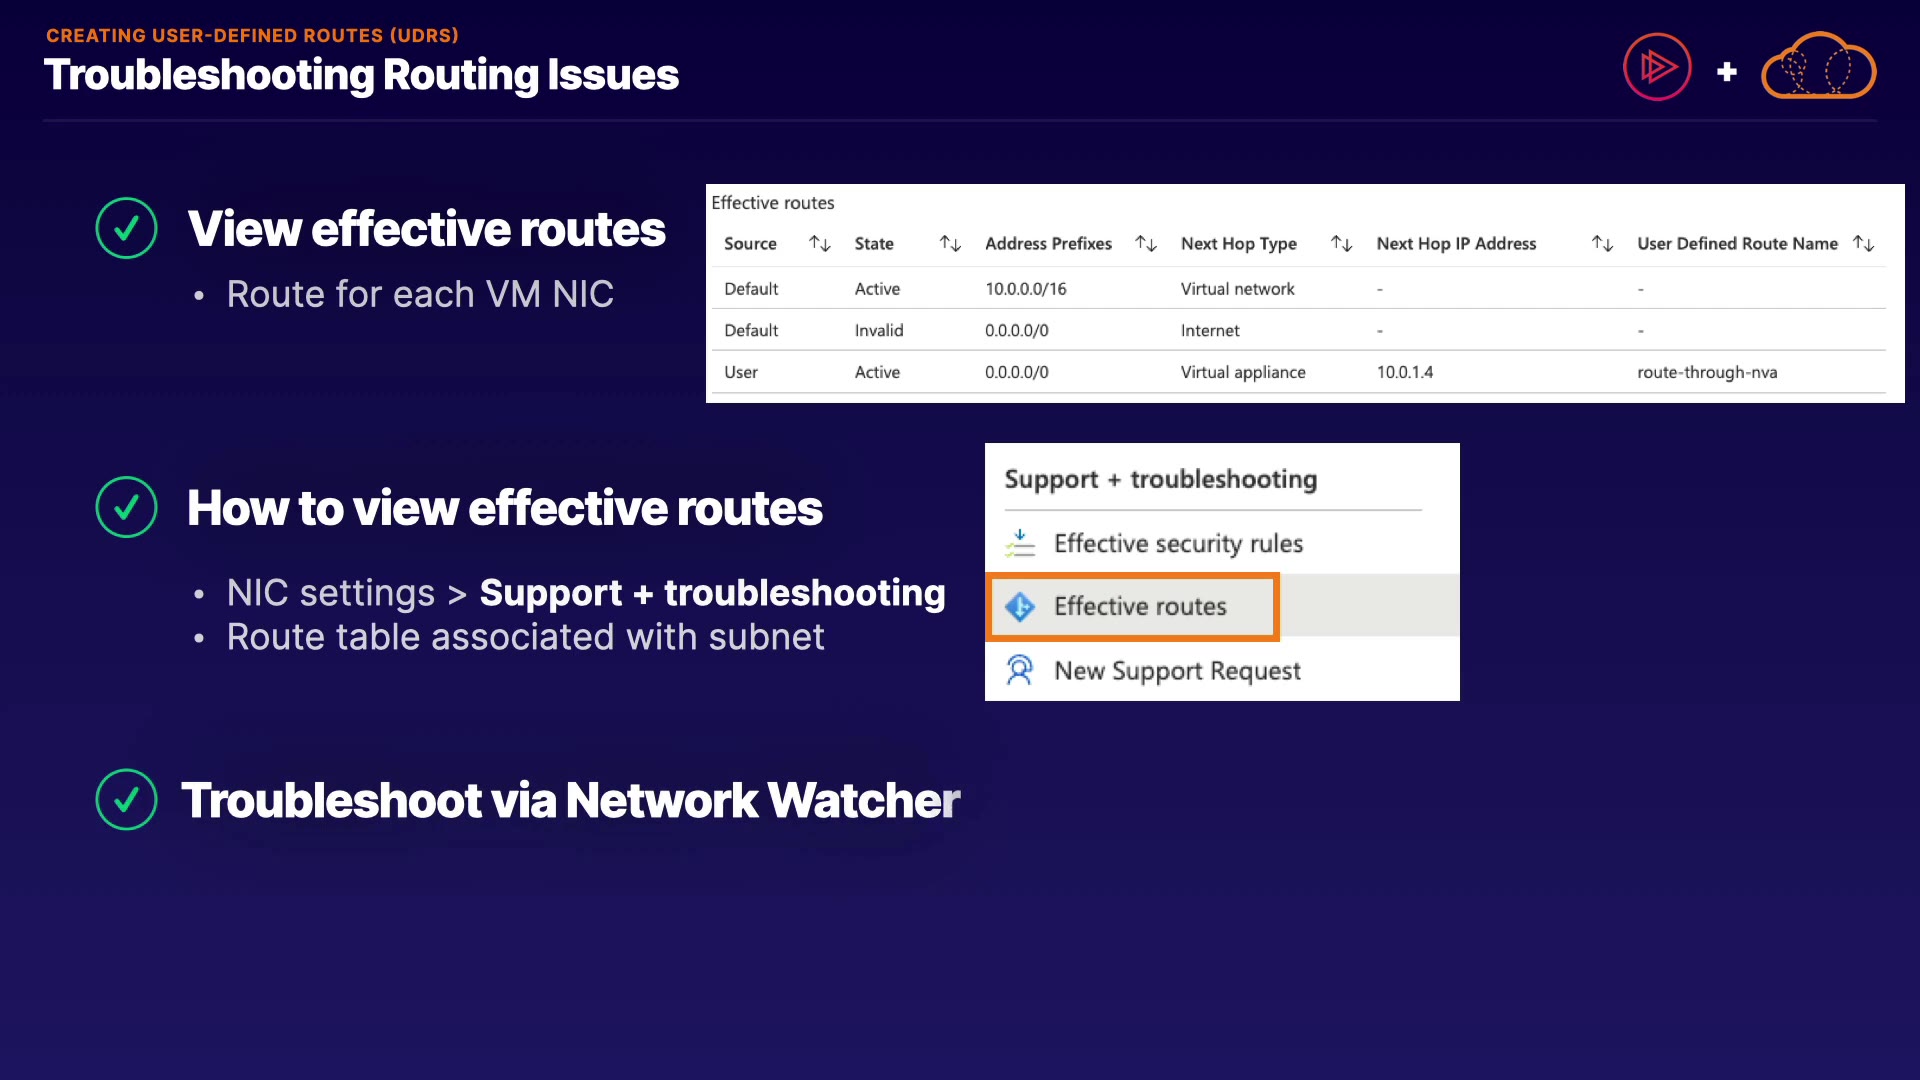 CREATING USER-DEFINED ROUTES (UDRS)
Troubleshooting Routing Issues
+
View effective routes
• Route for each VM NIC
Effective routes
Source State Address Prefixes Next Hop Type Next Hop IP Address User Defined Route Name
Default Active 10.0.0.0/16 Virtual network - -
Default Invalid 0.0.0.0/0 Internet - -
User Active 0.0.0.0/0 Virtual appliance 10.0.1.4 route-through-nva
How to view effective routes
• NIC settings > Support + troubleshooting
• Route table associated with subnet
Support + troubleshooting
Effective security rules
Effective routes
New Support Request
Troubleshoot via Network Watcher